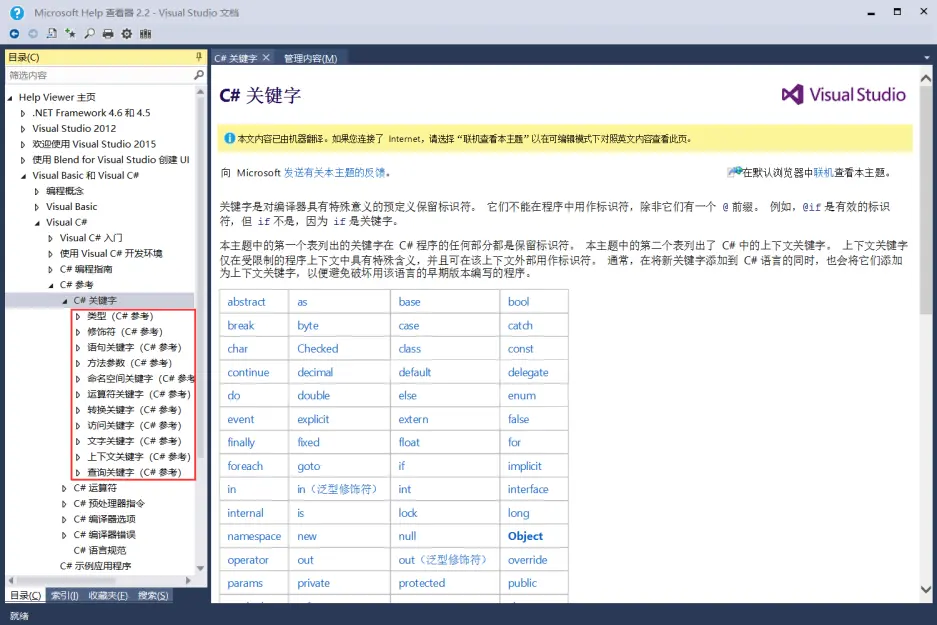 Microsoft Help 查看器 2.2 - Visual Studio 文档
目录(C)
筛选内容
Help Viewer 主页
.NET Framework 4.6 和 4.5
Visual Studio 2012
欢迎使用 Visual Studio 2015
使用 Blend for Visual Studio 创建 UI
Visual Basic 和 Visual C#
编程概念
Visual Basic
Visual C#
Visual C# 入门
使用 Visual C# 开发环境
C# 编程指南
C# 参考
C# 关键字
类型（C# 参考）
修饰符（C# 参考）
语句关键字（C# 参考）
方法参数（C# 参考）
命名空间关键字（C# 参考
运算符关键字（C# 参考）
转换关键字（C# 参考）
访问关键字（C# 参考）
文字关键字（C# 参考）
上下文关键字（C# 参考）
查询关键字（C# 参考）
C# 运算符
C# 预处理器指令
C# 编译器选项
C# 编译器错误
C# 语言规范
C# 示例应用程序
目录(C) 索引(I) 收藏夹(F) 搜索(S)
就绪
C# 关键字 管理内容(M)
C# 关键字
Visual Studio
本文内容已由机器翻译。如果您连接了 Internet，请选择“联机查看本主题”以在可编辑模式下对照英文内容查看此页。
向 Microsoft 发送有关本主题的反馈。
在默认浏览器中联机查看本主题。
关键字是对编译器具有特殊意义的预定义保留标识符。 它们不能在程序中用作标识符，除非它们有一个 @ 前缀。 例如，@if 是有效的标识
符，但 if 不是，因为 if 是关键字。
本主题中的第一个表列出的关键字在 C# 程序的任何部分都是保留标识符。 本主题中的第二个表列出了 C# 中的上下文关键字。 上下文关键字
仅在受限制的程序上下文中具有特殊含义，并且可在该上下文外部用作标识符。 通常，在将新关键字添加到 C# 语言的同时，也会将它们添加
为上下文关键字，以便避免破坏用该语言的早期版本编写的程序。
abstract as base bool
break byte case catch
char Checked class const
continue decimal default delegate
do double else enum
event explicit extern false
finally fixed float for
foreach goto if implicit
in in（泛型修饰符） int interface
internal is lock long
namespace new null Object
operator out out（泛型修饰符） override
params private protected public